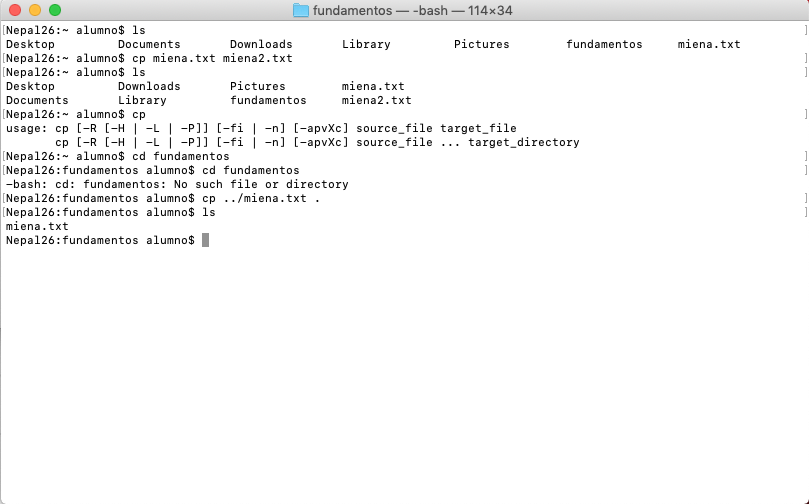 fundamentos — -bash — 114×34
[Nepal26:~ alumno$ ls ]
Desktop Documents Downloads Library Pictures fundamentos miena.txt
[Nepal26:~ alumno$ cp miena.txt miena2.txt ]
[Nepal26:~ alumno$ ls ]
Desktop Downloads Pictures miena.txt
Documents Library fundamentos miena2.txt
[Nepal26:~ alumno$ cp ]
usage: cp [-R [-H | -L | -P]] [-fi | -n] [-apvXc] source_file target_file
cp [-R [-H | -L | -P]] [-fi | -n] [-apvXc] source_file ... target_directory
[Nepal26:~ alumno$ cd fundamentos ]
[Nepal26:fundamentos alumno$ cd fundamentos ]
-bash: cd: fundamentos: No such file or directory
[Nepal26:fundamentos alumno$ cp ../miena.txt . ]
[Nepal26:fundamentos alumno$ ls ]
miena.txt
Nepal26:fundamentos alumno$